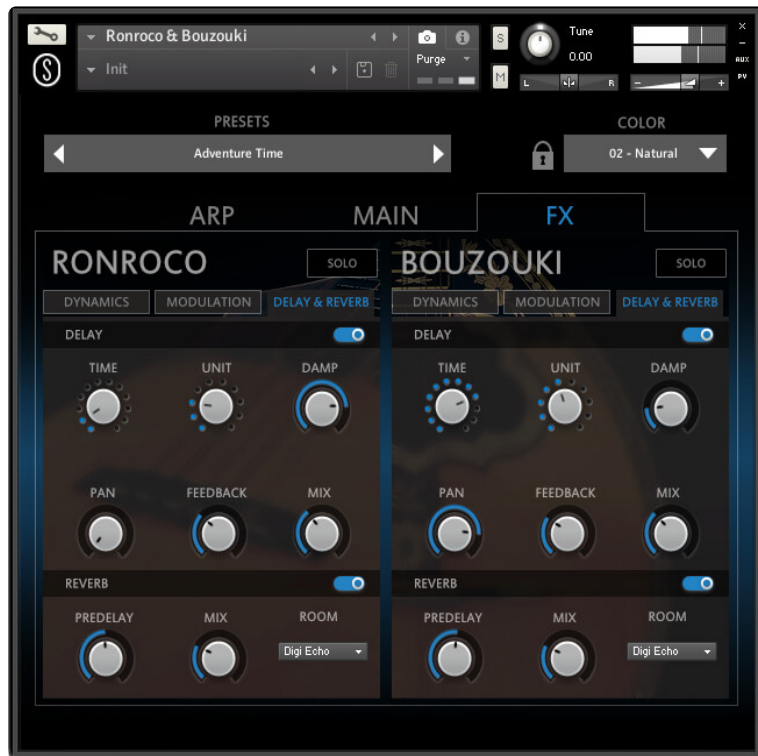 Ronroco & Bouzouki
S
Tune
0.00
x
-
AUX
PV
S
Init
Purge
M
L R
- +
PRESETS
COLOR
Adventure Time
02 - Natural
ARP MAIN FX
RONROCO
SOLO
BOUZOUKI
SOLO
DYNAMICS MODULATION DELAY & REVERB
DYNAMICS MODULATION DELAY & REVERB
DELAY
DELAY
TIME UNIT DAMP
TIME UNIT DAMP
PAN FEEDBACK MIX
PAN FEEDBACK MIX
REVERB
REVERB
PREDELAY MIX ROOM
PREDELAY MIX ROOM
Digi Echo
Digi Echo